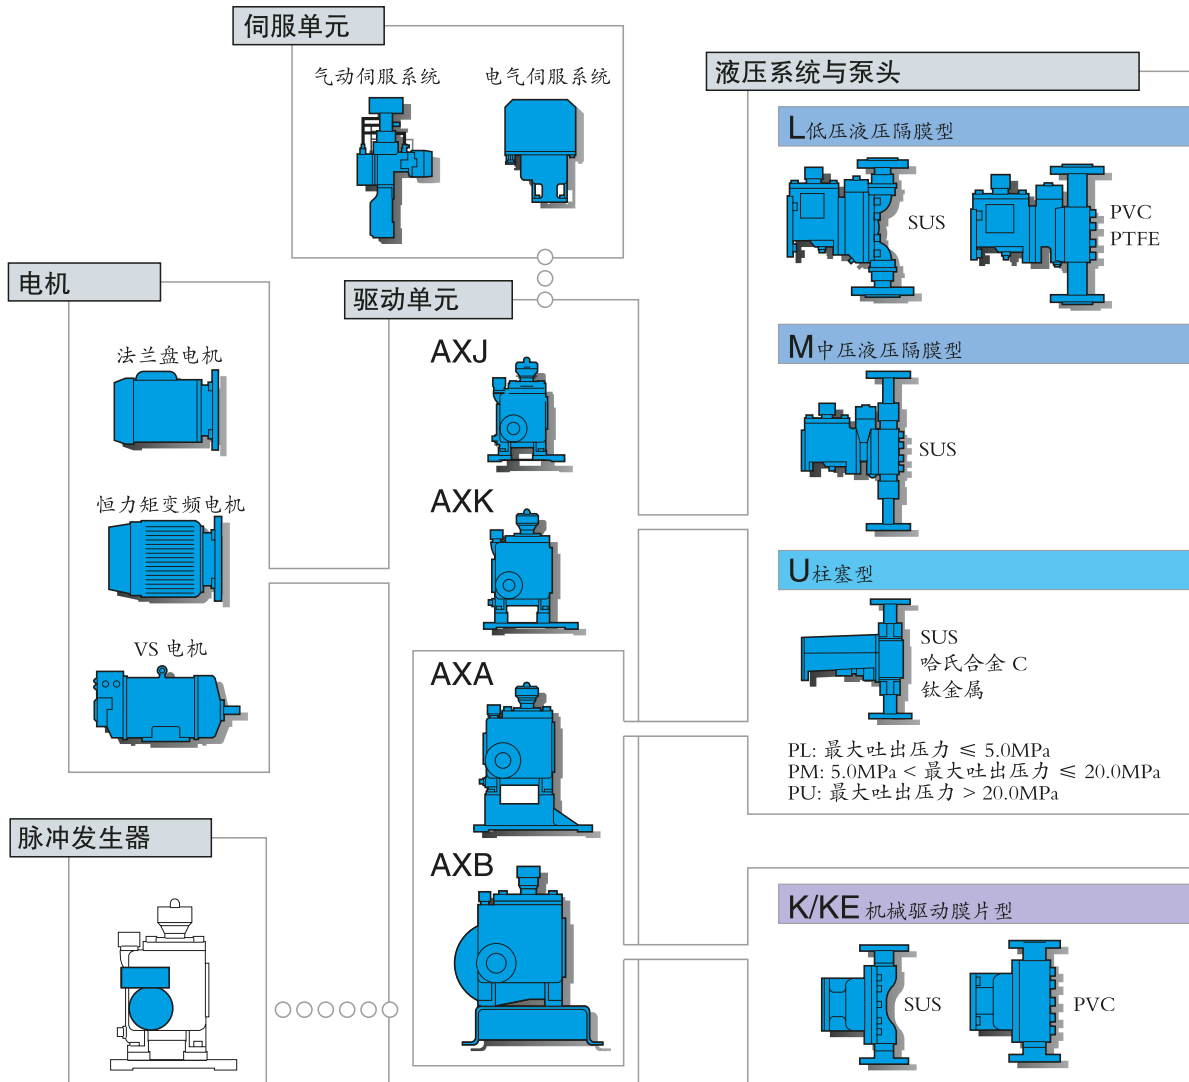 伺服单元
气动伺服系统
电气伺服系统
液压系统与泵头
L低压液压隔膜型
SUS
PVC
PTFE
电机
法兰盘电机
恒力矩变频电机
VS 电机
驱动单元
AXJ
AXK
AXA
AXB
M中压液压隔膜型
SUS
U柱塞型
SUS
哈氏合金 C
钛金属
PL: 最大吐出压力 ≤ 5.0MPa
PM: 5.0MPa < 最大吐出压力 ≤ 20.0MPa
PU: 最大吐出压力 > 20.0MPa
脉冲发生器
K/KE 机械驱动膜片型
SUS
PVC